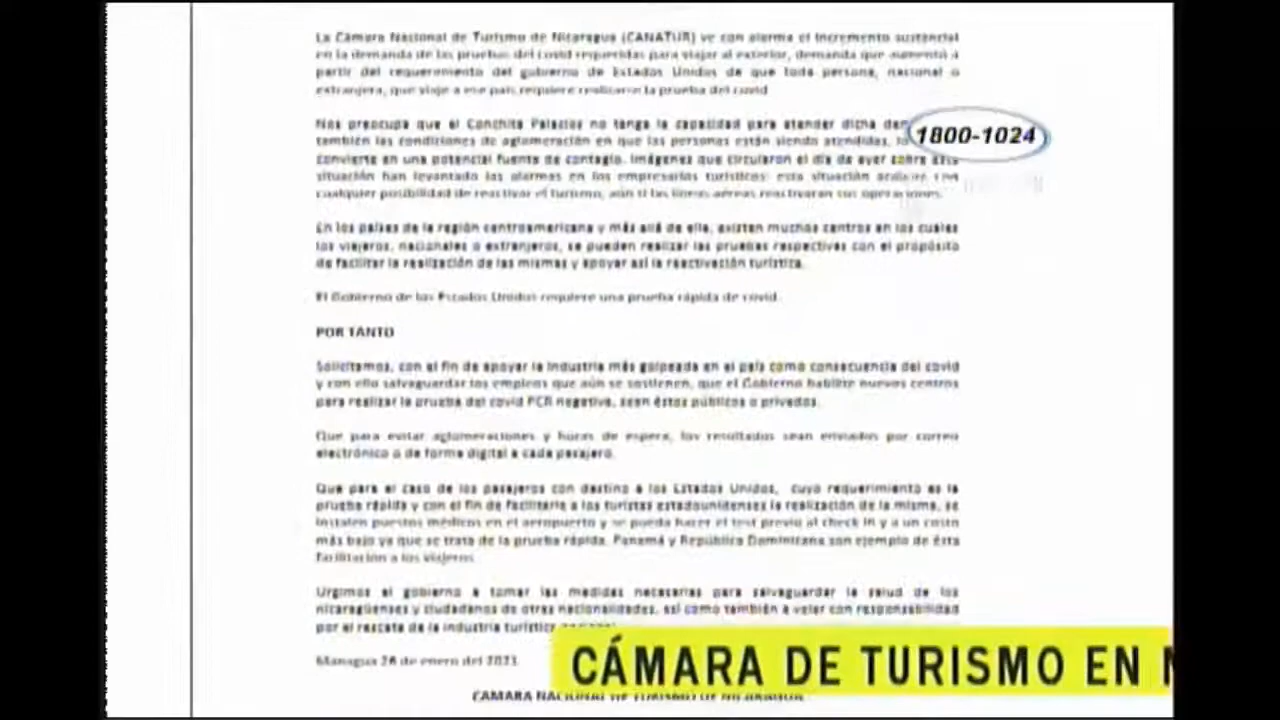 La Cámara Nacional de Turismo de Nicaragua (CANATUR) ve con alarma el incremento sustancial
en la demanda de las pruebas del covid requeridas para viajar al exterior, demanda que aumentó a
partir del requerimiento del gobierno de Estados Unidos de que toda persona, nacional o
extranjera, que viaje a ese país requiere realizarse la prueba del covid
Nos preocupa que el Conchita Palacios no tenga la capacidad para atender dicha
1800-1024
también las condiciones de aglomeración en que las personas están siendo atendidas,
convierte en una potencial fuente de contagio. Imágenes que circularon el día de ayer sobre esta
situación han levantado las alarmas en los empresarios turísticos: esta situación con
cualquier posibilidad de reactivar el turismo, aún si las líneas aéreas reactivaran sus operaciones.
En los países de la región centroamericana y más allá de ella, existen muchos centros en los cuales
los viajeros, nacionales o extranjeros, se pueden realizar las pruebas respectivas con el propósito
de facilitar la realización de las mismas y apoyar así la reactivación turística.
El Gobierno de los Estados Unidos requiere una prueba rápida de covid.
POR TANTO
Solicitamos, con el fin de apoyar la industria más golpeada en el país como consecuencia del covid
y con ello salvaguardar los empleos que aún se sostienen, que el Gobierno habilite nuevos centros
para realizar la prueba del covid PCR negativa, sean éstos públicos o privados.
Que para evitar aglomeraciones y horas de espera, los resultados sean enviados por correo
electrónico o de forma digital a cada pasajero.
Que para el caso de los pasajeros con destino a los Estados Unidos, cuyo requerimiento es la
prueba rápida y con el fin de facilitarle a los turistas estadounidenses la realización de la misma, se
instalen puestos médicos en el aeropuerto y se pueda hacer el test previo al check in y a un costo
más bajo ya que se trata de la prueba rápida. Panamá y República Dominicana son ejemplo de ésta
facilitación a los viajeros.
Urgimos al gobierno a tomar las medidas necesarias para salvaguardar la salud de los
nicaragüenses y ciudadanos de otras nacionalidades, así como también a velar con responsabilidad
por el rescate de la industria turística
Managua 28 de enero del 2021
CÁMARA DE TURISMO EN N
CAMARA NACIONAL DE TURISMO DE NICARAGUA